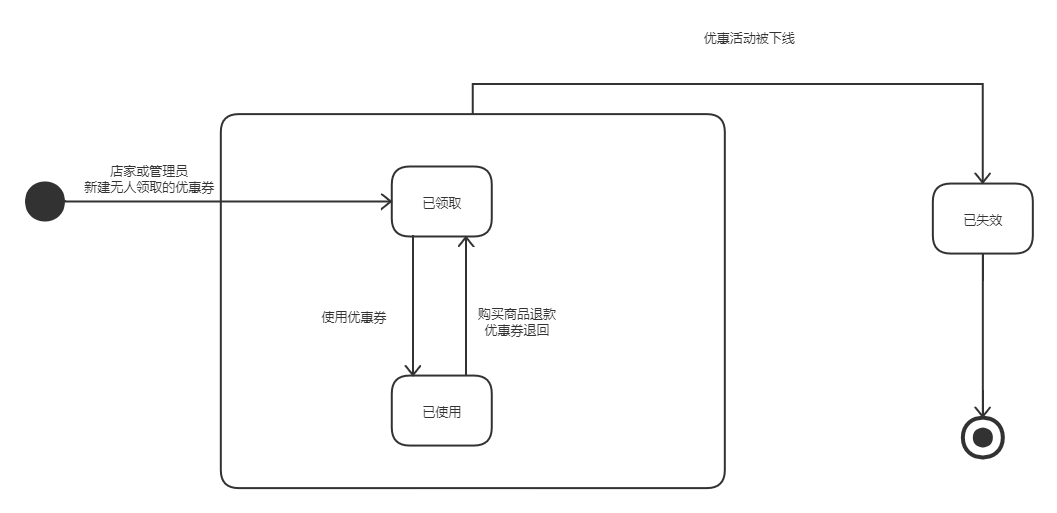 优惠活动被下线
店家或管理员
新建无人领取的优惠券
已领取
已失效
使用优惠券
购买商品退款
优惠券退回
已使用